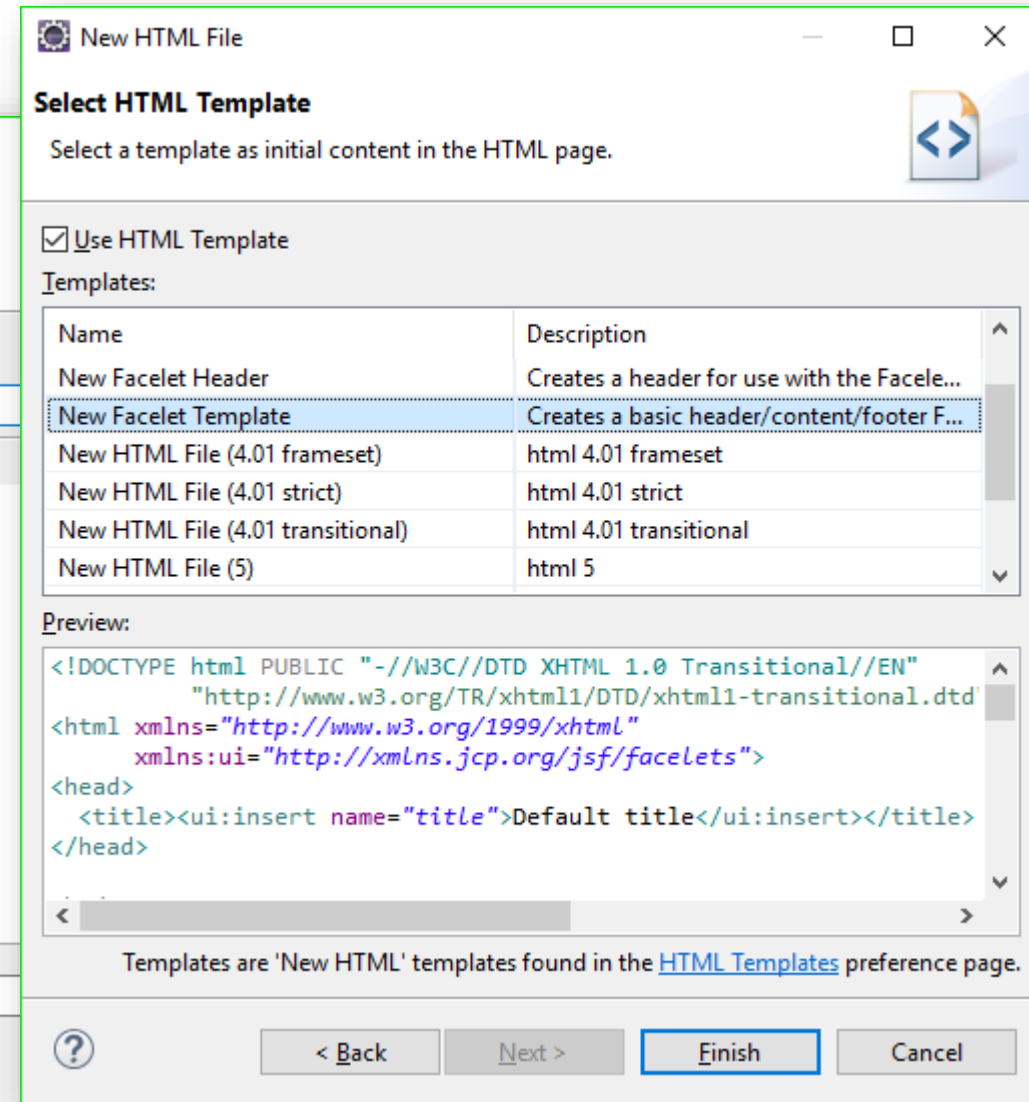 New HTML File
Select HTML Template
Select a template as initial content in the HTML page.
Use HTML Template
Templates:
Name Description
New Facelet Header Creates a header for use with the Facele...
New Facelet Template Creates a basic header/content/footer F...
New HTML File (4.01 frameset) html 4.01 frameset
New HTML File (4.01 strict) html 4.01 strict
New HTML File (4.01 transitional) html 4.01 transitional
New HTML File (5) html 5
Preview:
<!DOCTYPE html PUBLIC "-//W3C//DTD XHTML 1.0 Transitional//EN"
"http://www.w3.org/TR/xhtml1/DTD/xhtml1-transitional.dtd"
<html xmlns="http://www.w3.org/1999/xhtml"
xmlns:ui="http://xmlns.jcp.org/jsf/facelets">
<head>
<title><ui:insert name="title">Default title</ui:insert></title>
</head>
Templates are 'New HTML' templates found in the HTML Templates preference page.
? < Back Next > Finish Cancel